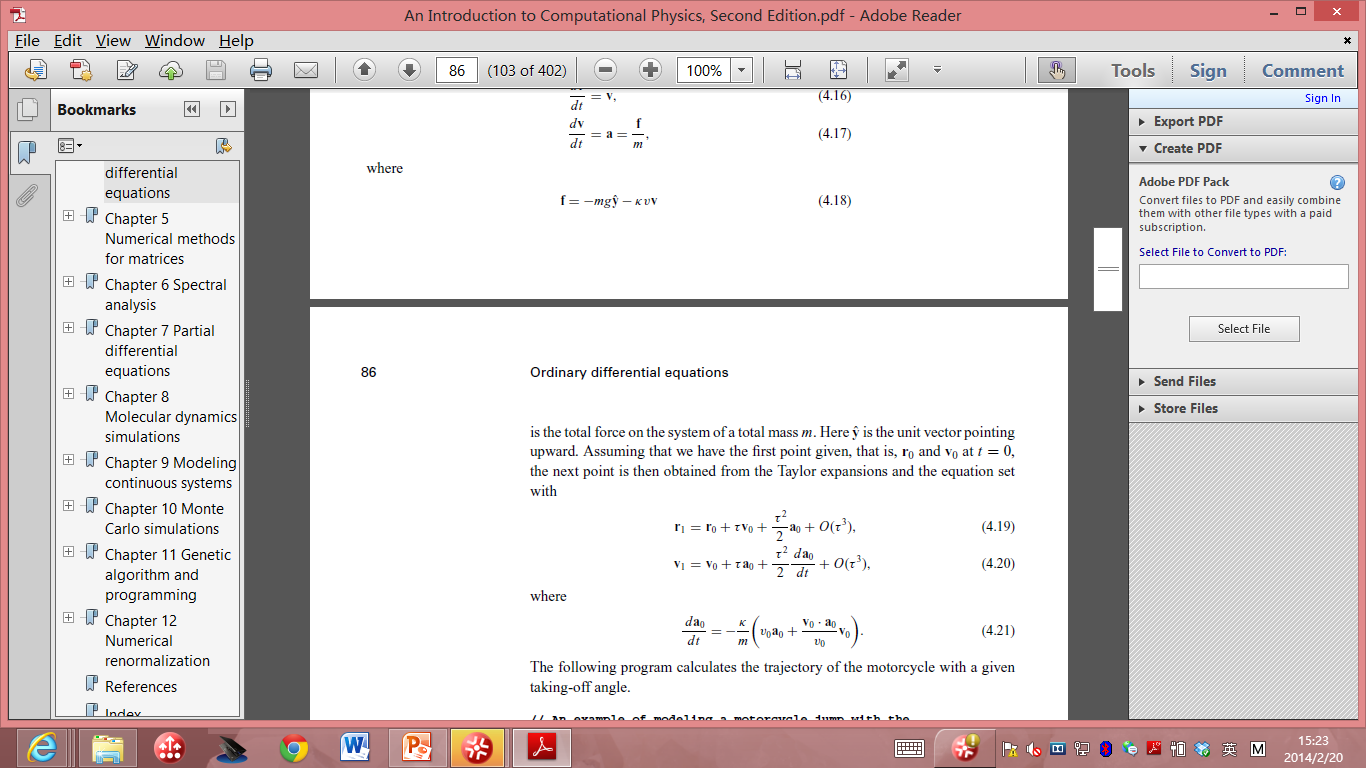 An Introduction to Computational Physics, Second Edition.pdf - Adobe Reader
File Edit View Window Help
86 (103 of 402) 100% Tools Sign Comment
Bookmarks
differential
equations
Chapter 5
Numerical methods
for matrices
Chapter 6 Spectral
analysis
Chapter 7 Partial
differential
equations
Chapter 8
Molecular dynamics
simulations
Chapter 9 Modeling
continuous systems
Chapter 10 Monte
Carlo simulations
Chapter 11 Genetic
algorithm and
programming
Chapter 12
Numerical
renormalization
References
Index
dt = v, (4.16)
dv/dt = a = f/m, (4.17)
where
f = −mgŷ − κvv (4.18)
86 Ordinary differential equations
is the total force on the system of a total mass m. Here ŷ is the unit vector pointing
upward. Assuming that we have the first point given, that is, r₀ and v₀ at t = 0,
the next point is then obtained from the Taylor expansions and the equation set
with
r₁ = r₀ + τv₀ + τ²/2 a₀ + O(τ³), (4.19)
v₁ = v₀ + τa₀ + τ²/2 da₀/dt + O(τ³), (4.20)
where
da₀/dt = −κ/m (v₀a₀ + v₀ · a₀/v₀ v₀). (4.21)
The following program calculates the trajectory of the motorcycle with a given
taking-off angle.
// An example of modeling a motorcycle jump with the
Sign In
Export PDF
Create PDF
Adobe PDF Pack
Convert files to PDF and easily combine
them with other file types with a paid
subscription.
Select File to Convert to PDF:
Select File
Send Files
Store Files
英 M
15:23
2014/2/20